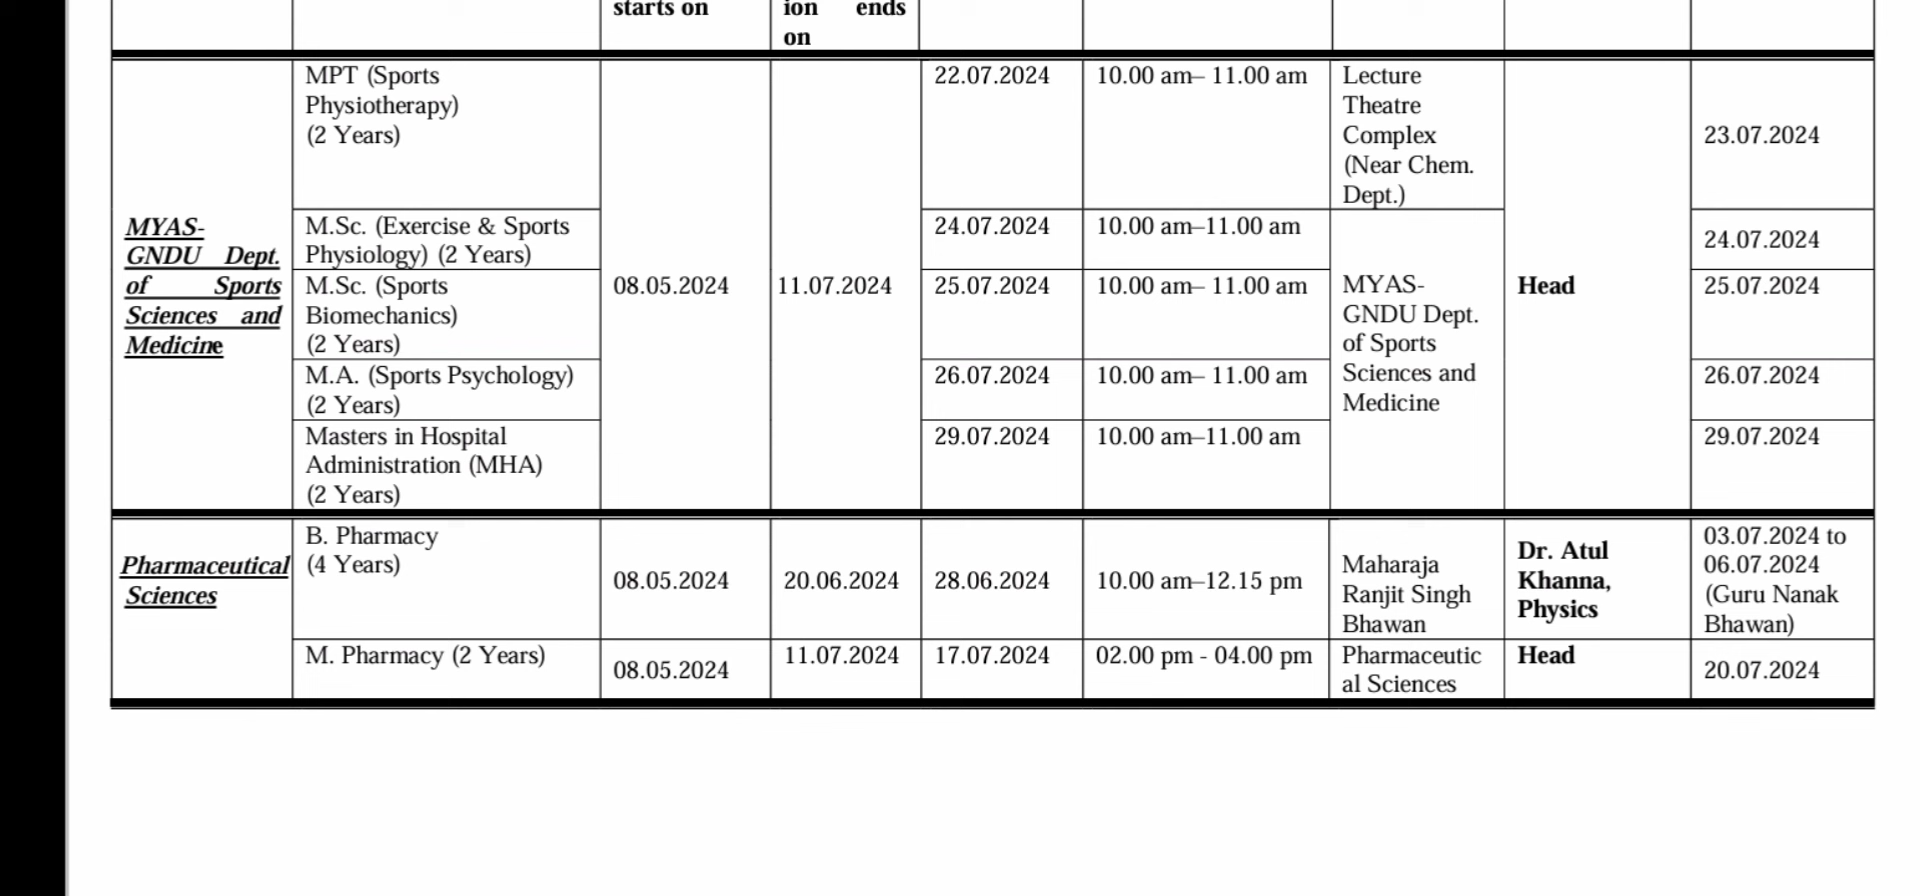 starts on
ion ends
on
MYAS-
GNDU Dept.
of Sports
Sciences and
Medicine
MPT (Sports
Physiotherapy)
(2 Years)
08.05.2024
11.07.2024
22.07.2024
10.00 am– 11.00 am
Lecture
Theatre
Complex
(Near Chem.
Dept.)
Head
23.07.2024
M.Sc. (Exercise & Sports
Physiology) (2 Years)
24.07.2024
10.00 am–11.00 am
MYAS-
GNDU Dept.
of Sports
Sciences and
Medicine
24.07.2024
M.Sc. (Sports
Biomechanics)
(2 Years)
25.07.2024
10.00 am– 11.00 am
25.07.2024
M.A. (Sports Psychology)
(2 Years)
26.07.2024
10.00 am– 11.00 am
26.07.2024
Masters in Hospital
Administration (MHA)
(2 Years)
29.07.2024
10.00 am–11.00 am
29.07.2024
Pharmaceutical
Sciences
B. Pharmacy
(4 Years)
08.05.2024
20.06.2024
28.06.2024
10.00 am–12.15 pm
Maharaja
Ranjit Singh
Bhawan
Dr. Atul
Khanna,
Physics
03.07.2024 to
06.07.2024
(Guru Nanak
Bhawan)
M. Pharmacy (2 Years)
08.05.2024
11.07.2024
17.07.2024
02.00 pm - 04.00 pm
Pharmaceutic
al Sciences
Head
20.07.2024